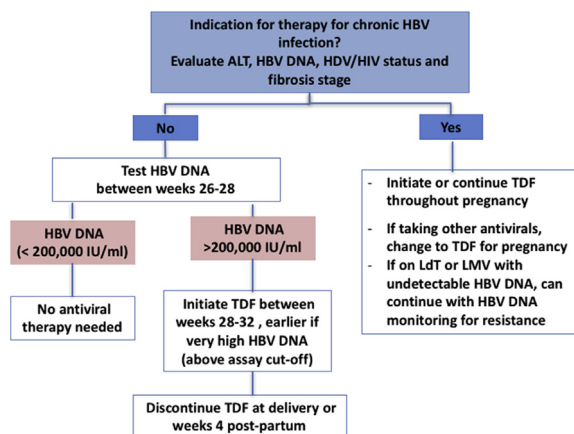 Indication for therapy for chronic HBV
infection?
Evaluate ALT, HBV DNA, HDV/HIV status and
fibrosis stage
No
Yes
Test HBV DNA
between weeks 26-28
HBV DNA
(< 200,000 IU/ml)
HBV DNA
>200,000 IU/ml
No antiviral
therapy needed
Initiate TDF between
weeks 28-32 , earlier if
very high HBV DNA
(above assay cut-off)
Discontinue TDF at delivery or
weeks 4 post-partum
- Initiate or continue TDF
throughout pregnancy
- If taking other antivirals,
change to TDF for pregnancy
- If on LdT or LMV with
undetectable HBV DNA, can
continue with HBV DNA
monitoring for resistance